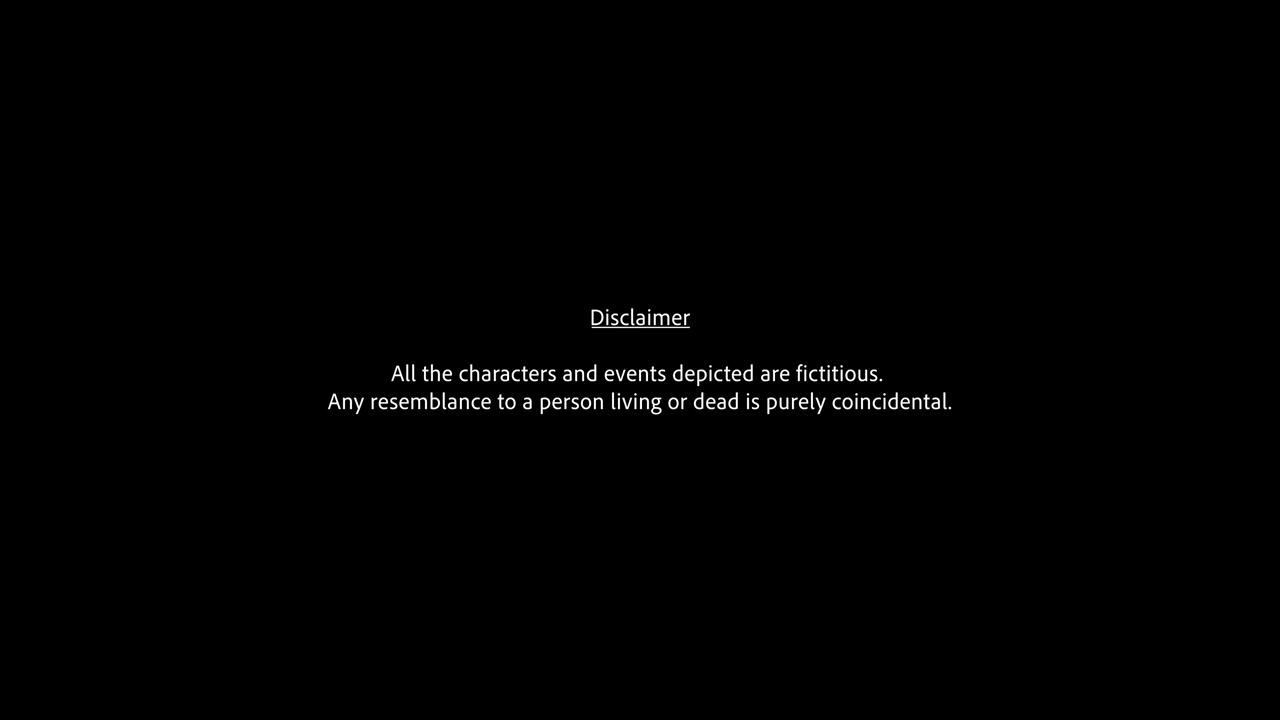 Disclaimer
All the characters and events depicted are fictitious.
Any resemblance to a person living or dead is purely coincidental.